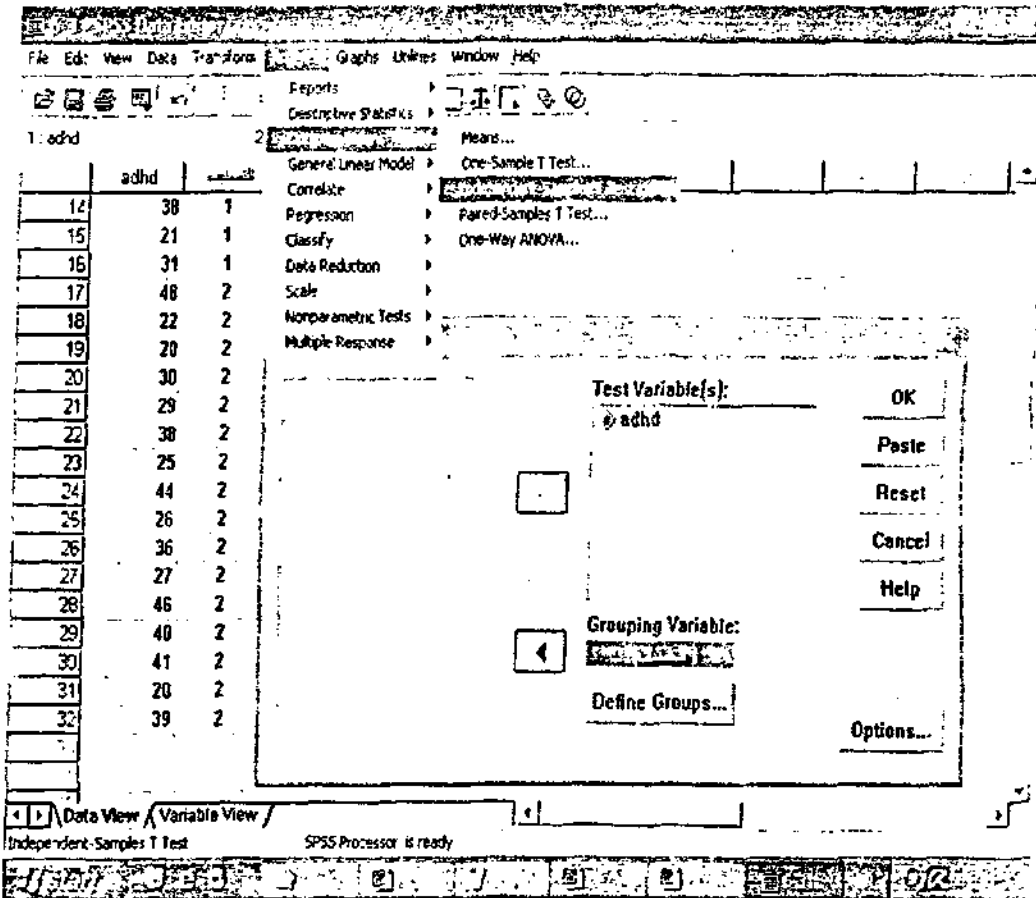 File Edit View Data Transform Graphs Utilities Window Help
Reports
Descriptive Statistics
1 : adhd 2
General Linear Model
Correlate
Regression
Classify
Data Reduction
Scale
Nonparametric Tests
Multiple Response
Means...
One-Sample T Test...
Paired-Samples T Test...
One-Way ANOVA...
adhd
14 38 1
15 21 1
16 31 1
17 48 2
18 22 2
19 20 2
20 30 2
21 29 2
22 38 2
23 25 2
24 44 2
25 26 2
26 36 2
27 27 2
28 46 2
29 40 2
30 41 2
31 20 2
32 39 2
Test Variable(s):
adhd
OK
Paste
Reset
Cancel
Help
Grouping Variable:
Define Groups...
Options...
Data View Variable View
Independent-Samples T Test SPSS Processor is ready